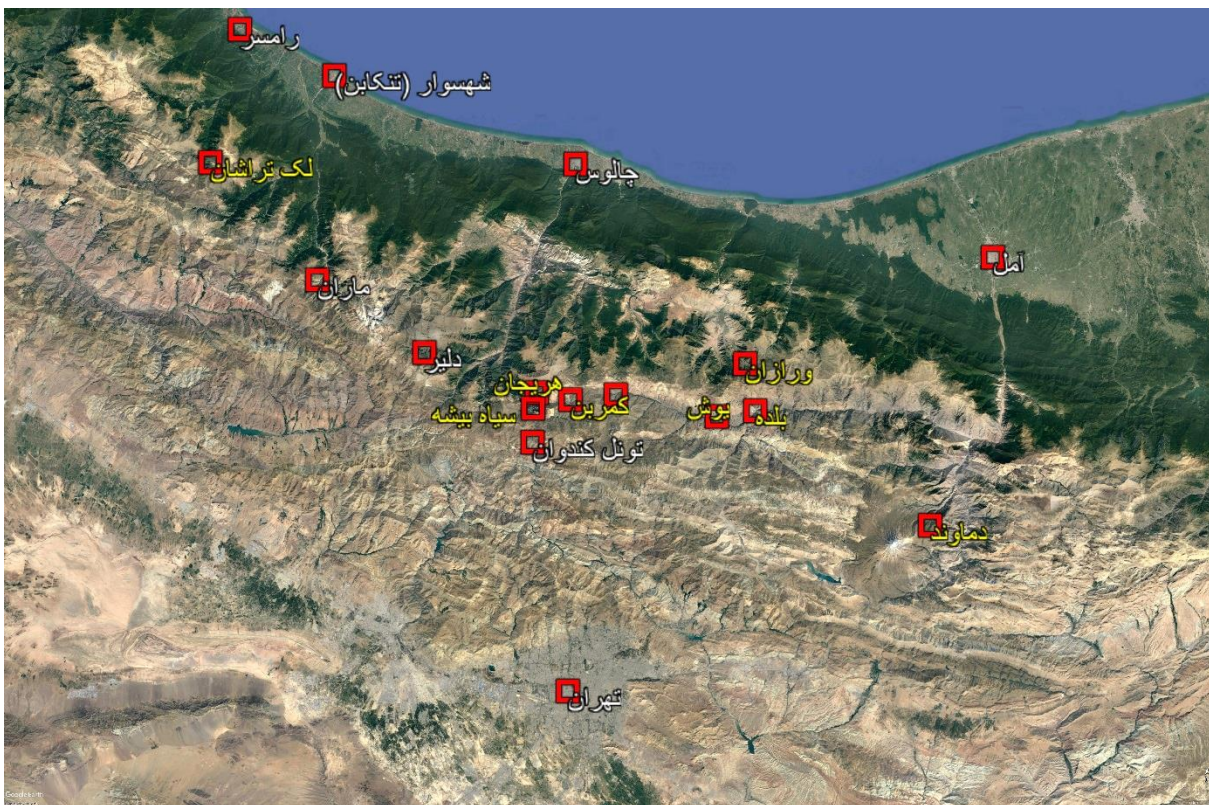 رامسر
شهسوار (تنکابن)
لک تراشان
چالوس
آمل
ماران
دلیر
ورازان
هریجان
کمربن
یوش
بلده
سیاه بیشه
تونل کندوان
دماوند
تهران